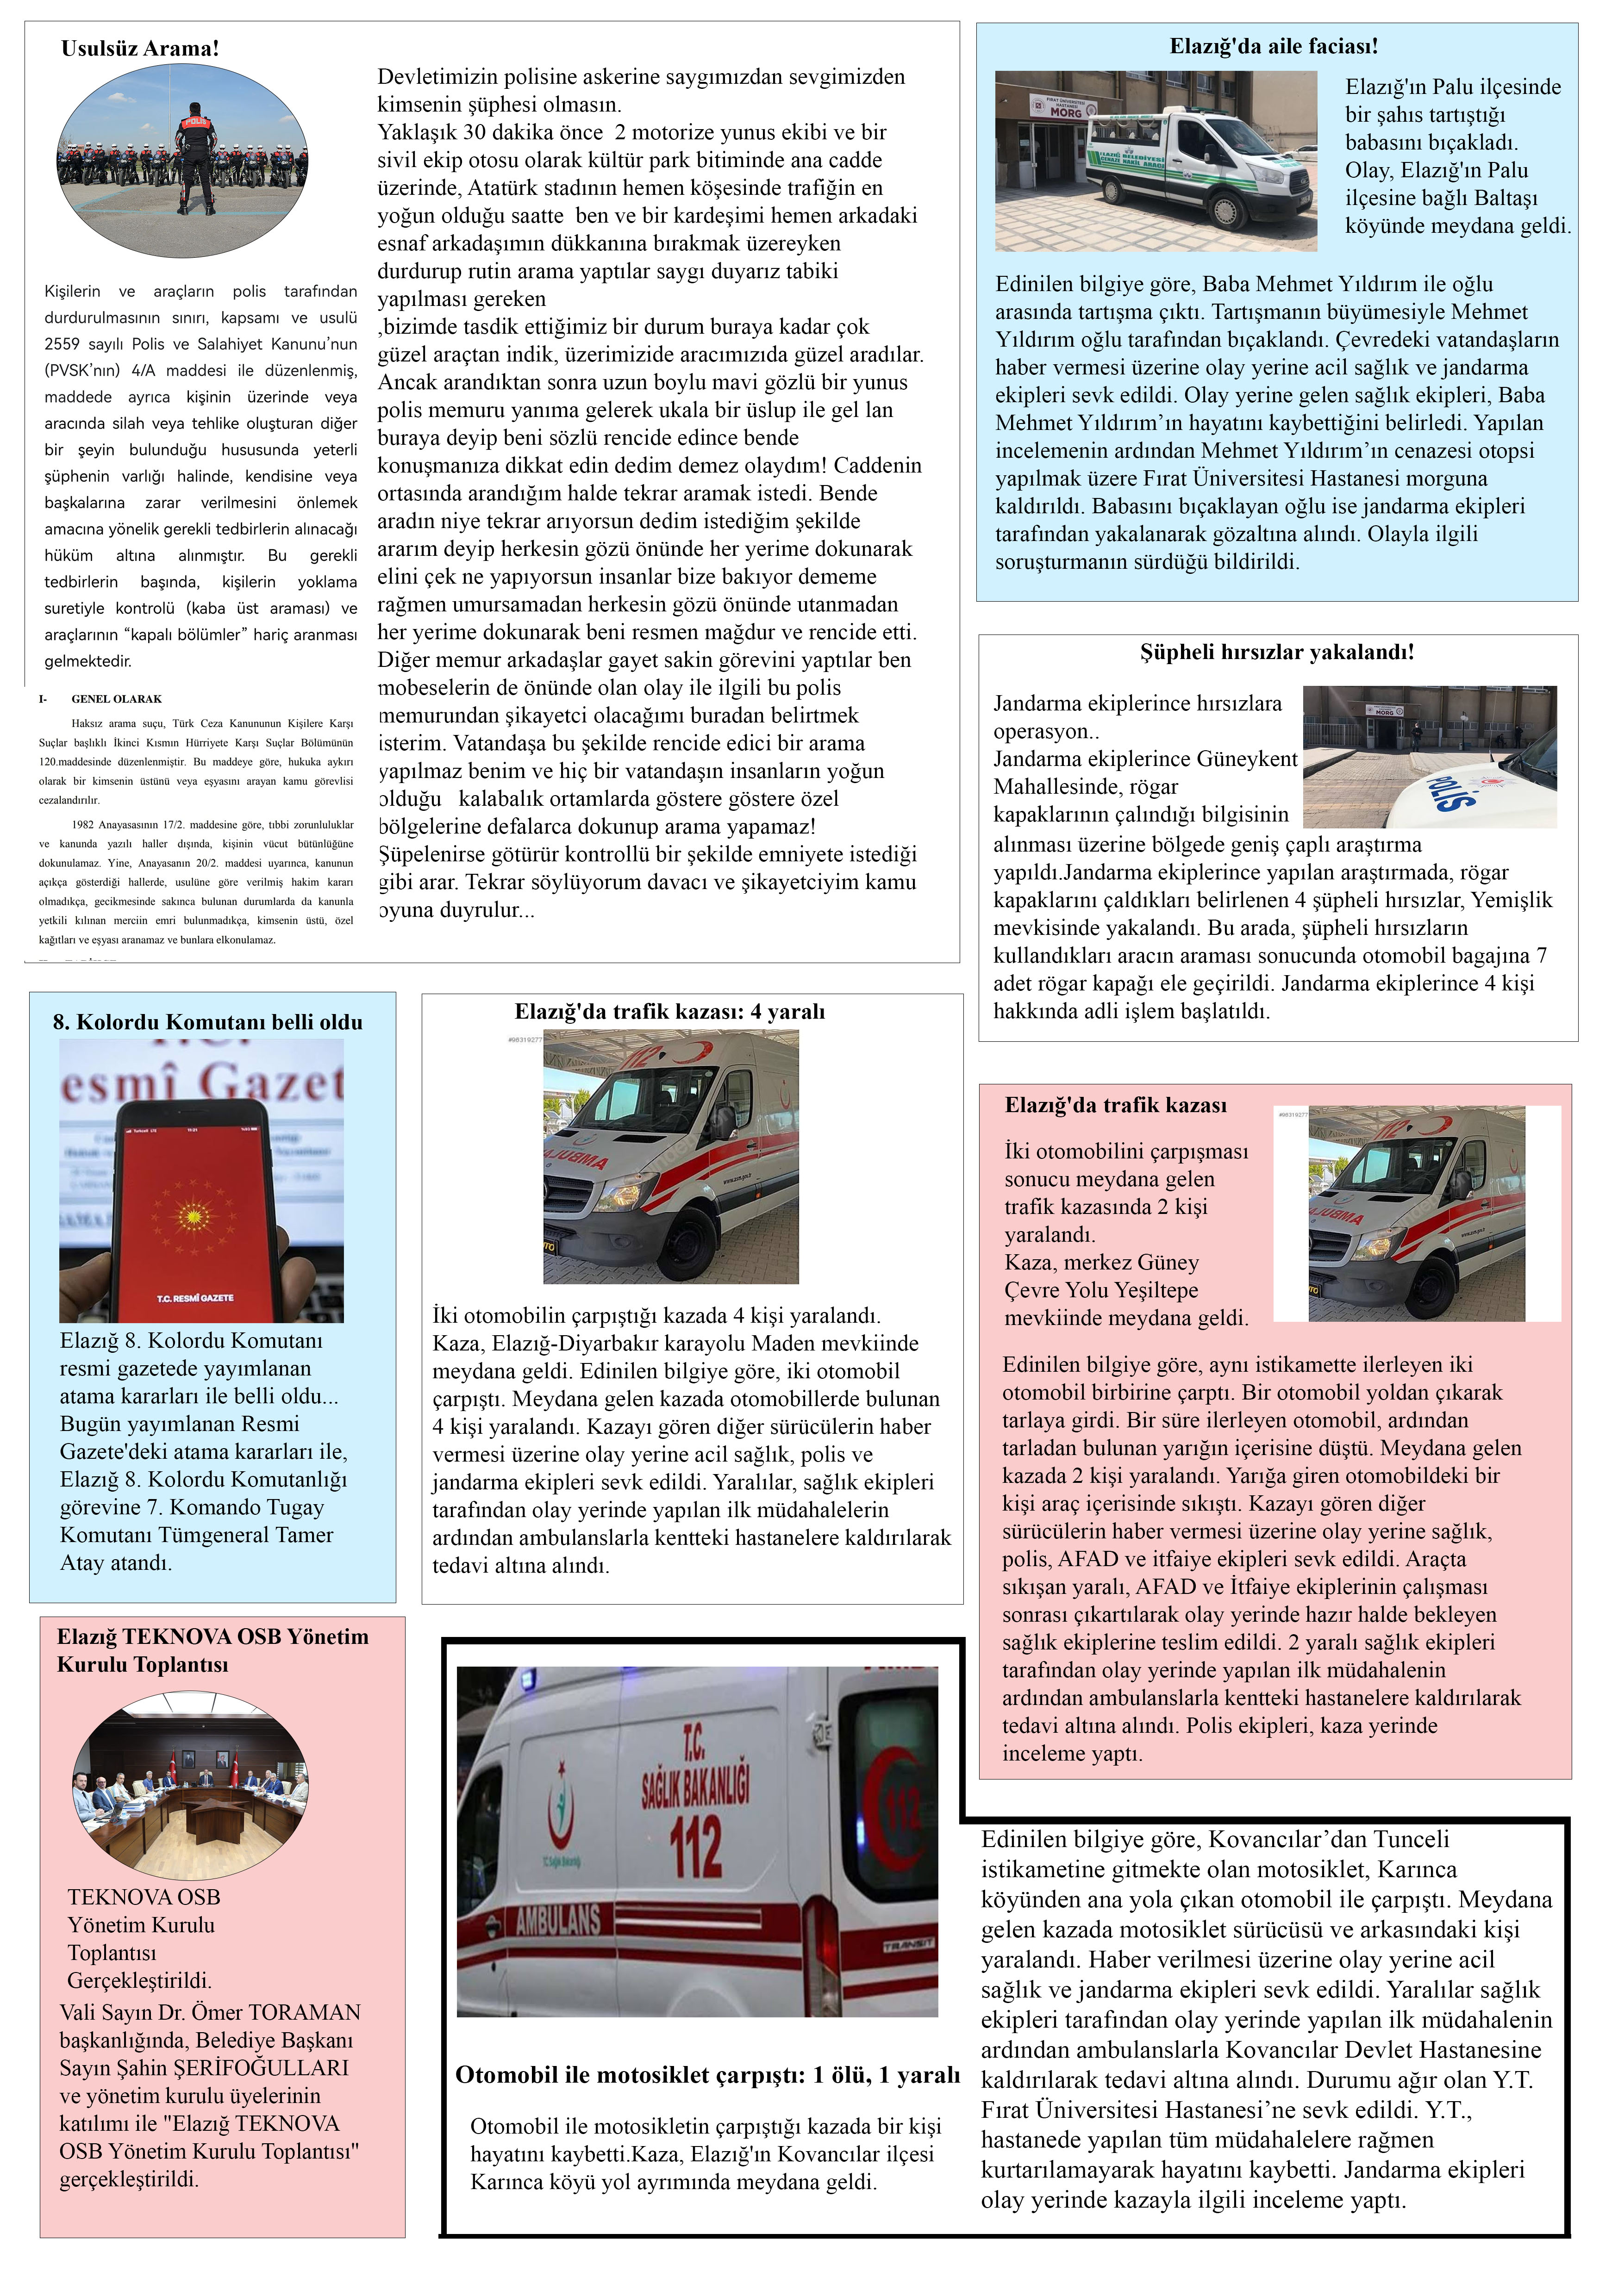 Usulsüz Arama!
POLİS
Kişilerin ve araçların polis tarafından
durdurulmasının sınırı, kapsamı ve usulü
2559 sayılı Polis ve Salahiyet Kanunu’nun
(PVSK’nın) 4/A maddesi ile düzenlenmiş,
maddede ayrıca kişinin üzerinde veya
aracında silah veya tehlike oluşturan diğer
bir şeyin bulunduğu hususunda yeterli
şüphenin varlığı halinde, kendisine veya
başkalarına zarar verilmesini önlemek
amacına yönelik gerekli tedbirlerin alınacağı
hüküm altına alınmıştır. Bu gerekli
tedbirlerin başında, kişilerin yoklama
suretiyle kontrolü (kaba üst araması) ve
araçlarının “kapalı bölümler” hariç aranması
gelmektedir.
I- GENEL OLARAK
Haksız arama suçu, Türk Ceza Kanununun Kişilere Karşı
Suçlar başlıklı İkinci Kısmın Hürriyete Karşı Suçlar Bölümünün
120.maddesinde düzenlenmiştir. Bu maddeye göre, hukuka aykırı
olarak bir kimsenin üstünü veya eşyasını arayan kamu görevlisi
cezalandırılır.
1982 Anayasasının 17/2. maddesine göre, tıbbi zorunluluklar
ve kanunda yazılı haller dışında, kişinin vücut bütünlüğüne
dokunulamaz. Yine, Anayasanın 20/2. maddesi uyarınca, kanunun
açıkça gösterdiği hallerde, usulüne göre verilmiş hakim kararı
olmadıkça, gecikmesinde sakınca bulunan durumlarda da kanunla
yetkili kılınan merciin emri bulunmadıkça, kimsenin üstü, özel
kağıtları ve eşyası aranamaz ve bunlara elkonulamaz.
Devletimizin polisine askerine saygımızdan sevgimizden
kimsenin şüphesi olmasın.
Yaklaşık 30 dakika önce 2 motorize yunus ekibi ve bir
sivil ekip otosu olarak kültür park bitiminde ana cadde
üzerinde, Atatürk stadının hemen köşesinde trafiğin en
yoğun olduğu saatte ben ve bir kardeşimi hemen arkadaki
esnaf arkadaşımın dükkanına bırakmak üzereyken
durdurup rutin arama yaptılar saygı duyarız tabiki
yapılması gereken
,bizimde tasdik ettiğimiz bir durum buraya kadar çok
güzel araçtan indik, üzerimizide aracımızıda güzel aradılar.
Ancak arandıktan sonra uzun boylu mavi gözlü bir yunus
polis memuru yanıma gelerek ukala bir üslup ile gel lan
buraya deyip beni sözlü rencide edince bende
konuşmanıza dikkat edin dedim demez olaydım! Caddenin
ortasında arandığım halde tekrar aramak istedi. Bende
aradın niye tekrar arıyorsun dedim istediğim şekilde
ararım deyip herkesin gözü önünde her yerime dokunarak
elini çek ne yapıyorsun insanlar bize bakıyor dememe
rağmen umursamadan herkesin gözü önünde utanmadan
her yerime dokunarak beni resmen mağdur ve rencide etti.
Diğer memur arkadaşlar gayet sakin görevini yaptılar ben
mobeselerin de önünde olan olay ile ilgili bu polis
memurundan şikayetci olacağımı buradan belirtmek
isterim. Vatandaşa bu şekilde rencide edici bir arama
yapılmaz benim ve hiç bir vatandaşın insanların yoğun
olduğu kalabalık ortamlarda göstere göstere özel
bölgelerine defalarca dokunup arama yapamaz!
Şüpelenirse götürür kontrollü bir şekilde emniyete istediği
gibi arar. Tekrar söylüyorum davacı ve şikayetciyim kamu
oyuna duyrulur...
Elazığ'da aile faciası!
FIRAT ÜNİVERSİTESİ
HASTANESİ
MORG
ELAZIĞ BELEDİYESİ
CENAZE NAKİL ARACI
Elazığ'ın Palu ilçesinde
bir şahıs tartıştığı
babasını bıçakladı.
Olay, Elazığ'ın Palu
ilçesine bağlı Baltaşı
köyünde meydana geldi.
Edinilen bilgiye göre, Baba Mehmet Yıldırım ile oğlu
arasında tartışma çıktı. Tartışmanın büyümesiyle Mehmet
Yıldırım oğlu tarafından bıçaklandı. Çevredeki vatandaşların
haber vermesi üzerine olay yerine acil sağlık ve jandarma
ekipleri sevk edildi. Olay yerine gelen sağlık ekipleri, Baba
Mehmet Yıldırım’ın hayatını kaybettiğini belirledi. Yapılan
incelemenin ardından Mehmet Yıldırım’ın cenazesi otopsi
yapılmak üzere Fırat Üniversitesi Hastanesi morguna
kaldırıldı. Babasını bıçaklayan oğlu ise jandarma ekipleri
tarafından yakalanarak gözaltına alındı. Olayla ilgili
soruşturmanın sürdüğü bildirildi.
Şüpheli hırsızlar yakalandı!
Jandarma ekiplerince hırsızlara
operasyon..
Jandarma ekiplerince Güneykent
Mahallesinde, rögar
kapaklarının çalındığı bilgisinin
MORG
POLİS
alınması üzerine bölgede geniş çaplı araştırma
yapıldı.Jandarma ekiplerince yapılan araştırmada, rögar
kapaklarını çaldıkları belirlenen 4 şüpheli hırsızlar, Yemişlik
mevkisinde yakalandı. Bu arada, şüpheli hırsızların
kullandıkları aracın araması sonucunda otomobil bagajına 7
adet rögar kapağı ele geçirildi. Jandarma ekiplerince 4 kişi
hakkında adli işlem başlatıldı.
8. Kolordu Komutanı belli oldu
T.C.
esmî Gazet
Turkcell LTE
T.C. RESMÎ GAZETE
Elazığ 8. Kolordu Komutanı
resmi gazetede yayımlanan
atama kararları ile belli oldu...
Bugün yayımlanan Resmi
Gazete'deki atama kararları ile,
Elazığ 8. Kolordu Komutanlığı
görevine 7. Komando Tugay
Komutanı Tümgeneral Tamer
Atay atandı.
Elazığ'da trafik kazası: 4 yaralı
#98319277
112
AMBULA
İki otomobilin çarpıştığı kazada 4 kişi yaralandı.
Kaza, Elazığ-Diyarbakır karayolu Maden mevkiinde
meydana geldi. Edinilen bilgiye göre, iki otomobil
çarpıştı. Meydana gelen kazada otomobillerde bulunan
4 kişi yaralandı. Kazayı gören diğer sürücülerin haber
vermesi üzerine olay yerine acil sağlık, polis ve
jandarma ekipleri sevk edildi. Yaralılar, sağlık ekipleri
tarafından olay yerinde yapılan ilk müdahalelerin
ardından ambulanslarla kentteki hastanelere kaldırılarak
tedavi altına alındı.
Elazığ'da trafik kazası
İki otomobilini çarpışması
sonucu meydana gelen
trafik kazasında 2 kişi
yaralandı.
Kaza, merkez Güney
Çevre Yolu Yeşiltepe
mevkiinde meydana geldi.
#98319277
112
AMBULA
Edinilen bilgiye göre, aynı istikamette ilerleyen iki
otomobil birbirine çarptı. Bir otomobil yoldan çıkarak
tarlaya girdi. Bir süre ilerleyen otomobil, ardından
tarladan bulunan yarığın içerisine düştü. Meydana gelen
kazada 2 kişi yaralandı. Yarığa giren otomobildeki bir
kişi araç içerisinde sıkıştı. Kazayı gören diğer
sürücülerin haber vermesi üzerine olay yerine sağlık,
polis, AFAD ve itfaiye ekipleri sevk edildi. Araçta
sıkışan yaralı, AFAD ve İtfaiye ekiplerinin çalışması
sonrası çıkartılarak olay yerinde hazır halde bekleyen
sağlık ekiplerine teslim edildi. 2 yaralı sağlık ekipleri
tarafından olay yerinde yapılan ilk müdahalenin
ardından ambulanslarla kentteki hastanelere kaldırılarak
tedavi altına alındı. Polis ekipleri, kaza yerinde
inceleme yaptı.
Elazığ TEKNOVA OSB Yönetim
Kurulu Toplantısı
TEKNOVA OSB
Yönetim Kurulu
Toplantısı
Gerçekleştirildi.
Vali Sayın Dr. Ömer TORAMAN
başkanlığında, Belediye Başkanı
Sayın Şahin ŞERİFOĞULLARI
ve yönetim kurulu üyelerinin
katılımı ile "Elazığ TEKNOVA
OSB Yönetim Kurulu Toplantısı"
gerçekleştirildi.
T.C.
SAĞLIK BAKANLIĞI
112
T.C. Sağlık Bakanlığı
112
AMBULANS
TRANSIT
Otomobil ile motosiklet çarpıştı: 1 ölü, 1 yaralı
Otomobil ile motosikletin çarpıştığı kazada bir kişi
hayatını kaybetti.Kaza, Elazığ'ın Kovancılar ilçesi
Karınca köyü yol ayrımında meydana geldi.
Edinilen bilgiye göre, Kovancılar’dan Tunceli
istikametine gitmekte olan motosiklet, Karınca
köyünden ana yola çıkan otomobil ile çarpıştı. Meydana
gelen kazada motosiklet sürücüsü ve arkasındaki kişi
yaralandı. Haber verilmesi üzerine olay yerine acil
sağlık ve jandarma ekipleri sevk edildi. Yaralılar sağlık
ekipleri tarafından olay yerinde yapılan ilk müdahalenin
ardından ambulanslarla Kovancılar Devlet Hastanesine
kaldırılarak tedavi altına alındı. Durumu ağır olan Y.T.
Fırat Üniversitesi Hastanesi’ne sevk edildi. Y.T.,
hastanede yapılan tüm müdahalelere rağmen
kurtarılamayarak hayatını kaybetti. Jandarma ekipleri
olay yerinde kazayla ilgili inceleme yaptı.